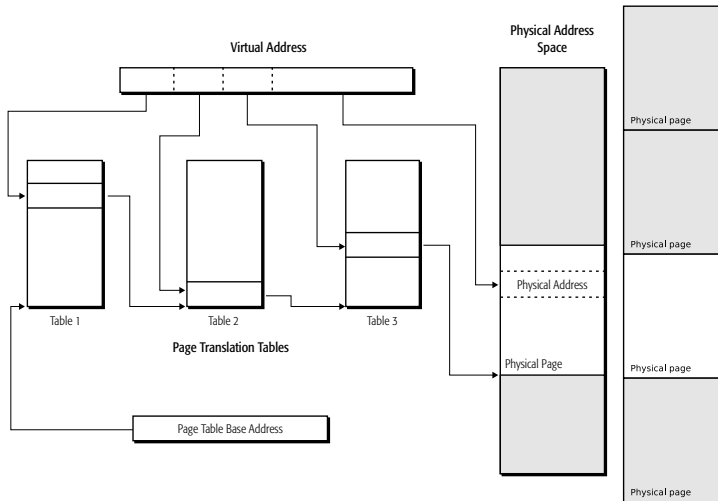 Virtual Address
Physical Address
Space
Physical page
Physical page
Physical Address
Table 1
Table 2
Table 3
Page Translation Tables
Physical Page
Physical page
Page Table Base Address
Physical page